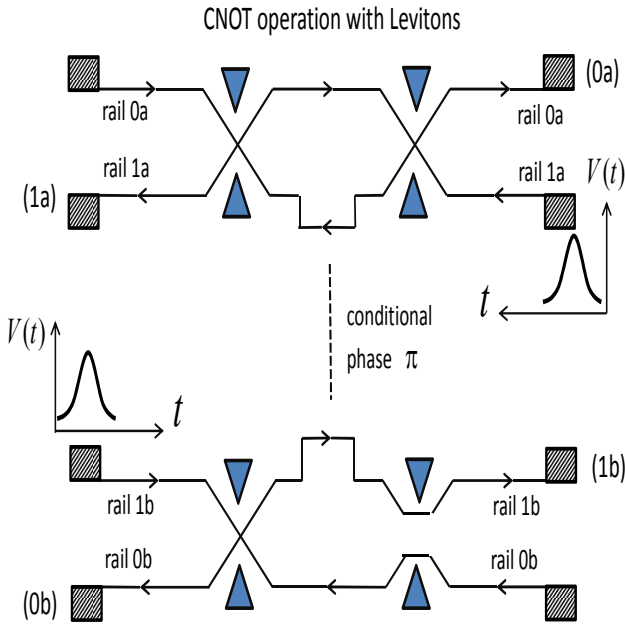 CNOT operation with Levitons
(0a)
rail 0a
rail 0a
rail 1a
rail 1a
V(t)
(1a)
t
conditional
phase π
V(t)
t
(1b)
rail 1b
rail 1b
rail 0b
rail 0b
(0b)